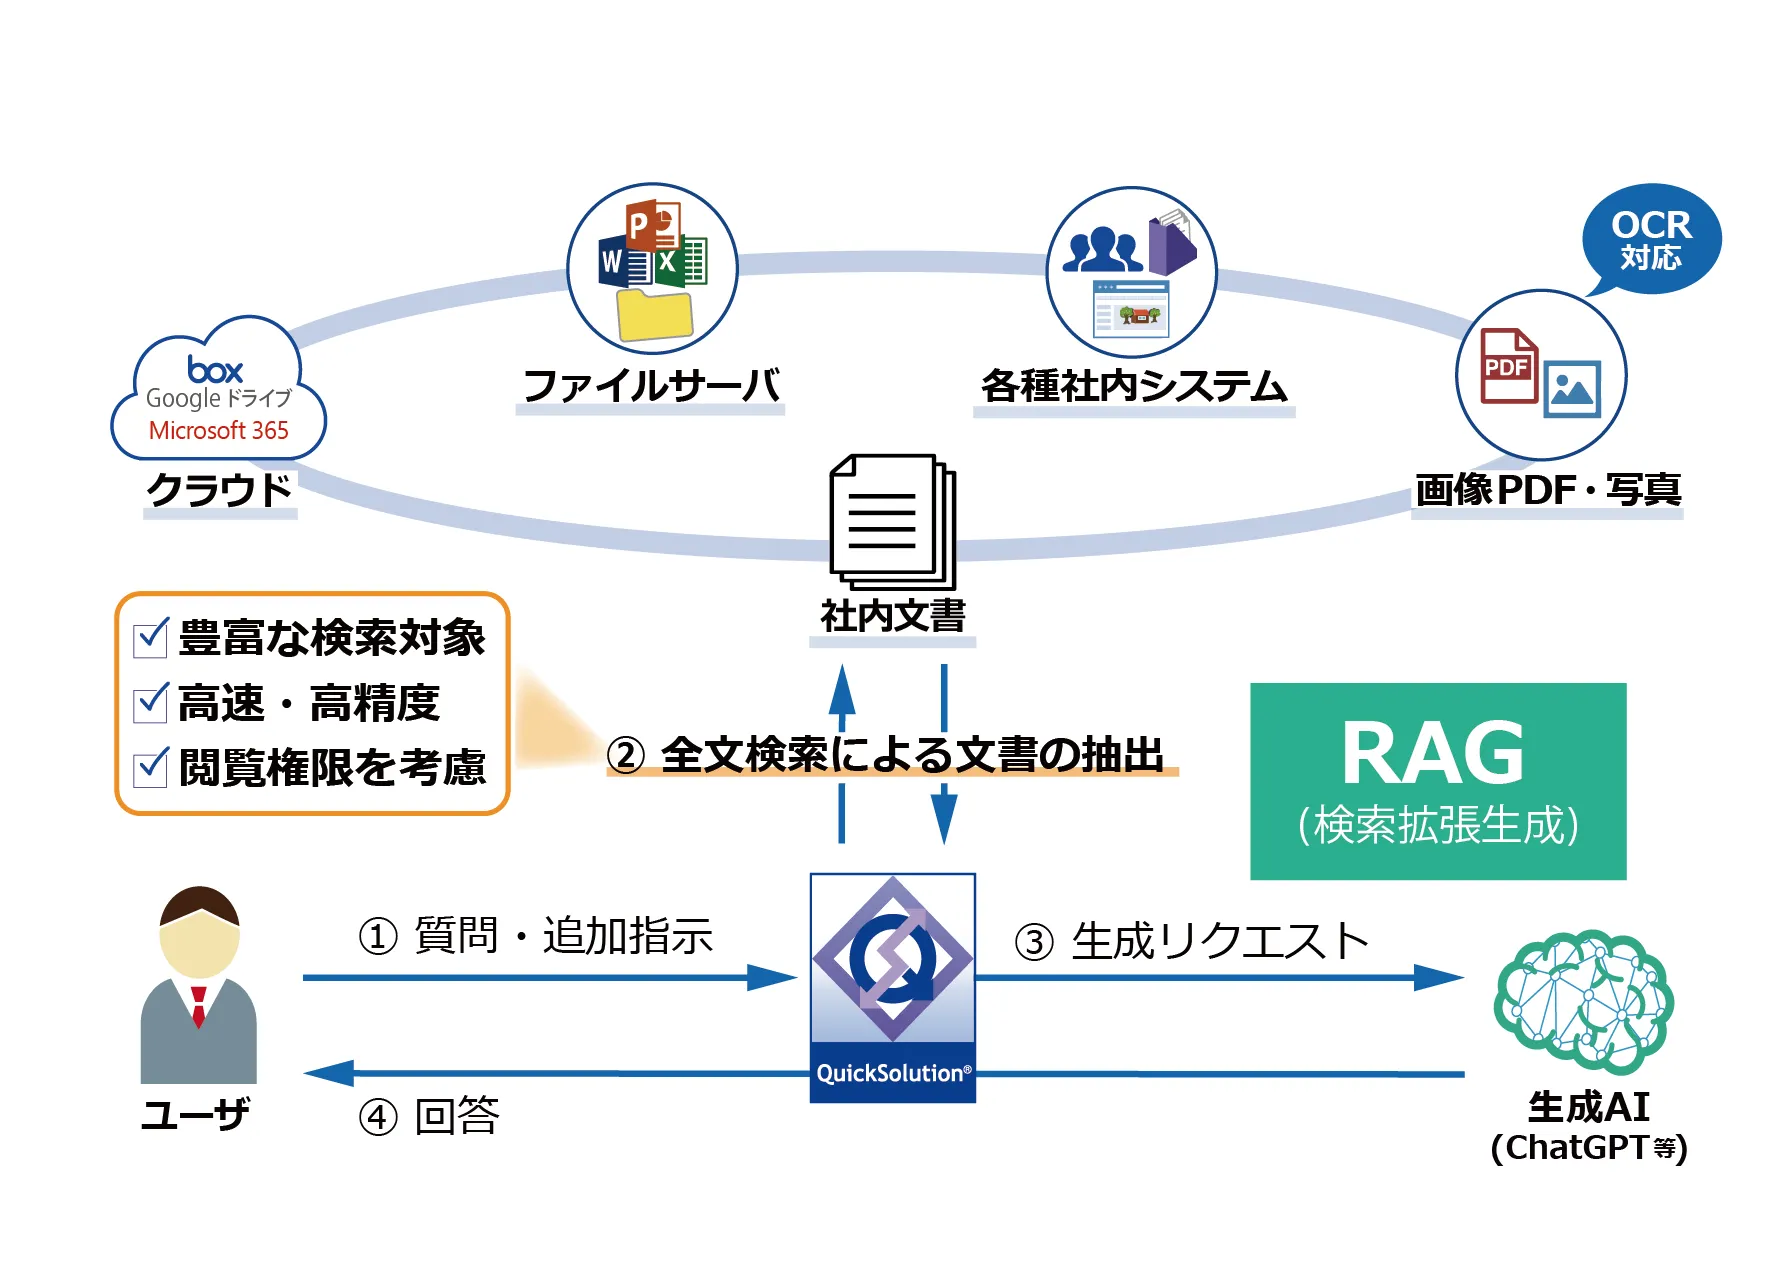 OCR
対応
P
W
X
PDF
box
Google ドライブ
Microsoft 365
ファイルサーバ
各種社内システム
クラウド
画像PDF・写真
社内文書
豊富な検索対象
高速・高精度
閲覧権限を考慮
② 全文検索による文書の抽出
RAG
(検索拡張生成)
① 質問・追加指示
③ 生成リクエスト
QuickSolution®
④ 回答
ユーザ
生成AI
(ChatGPT等)